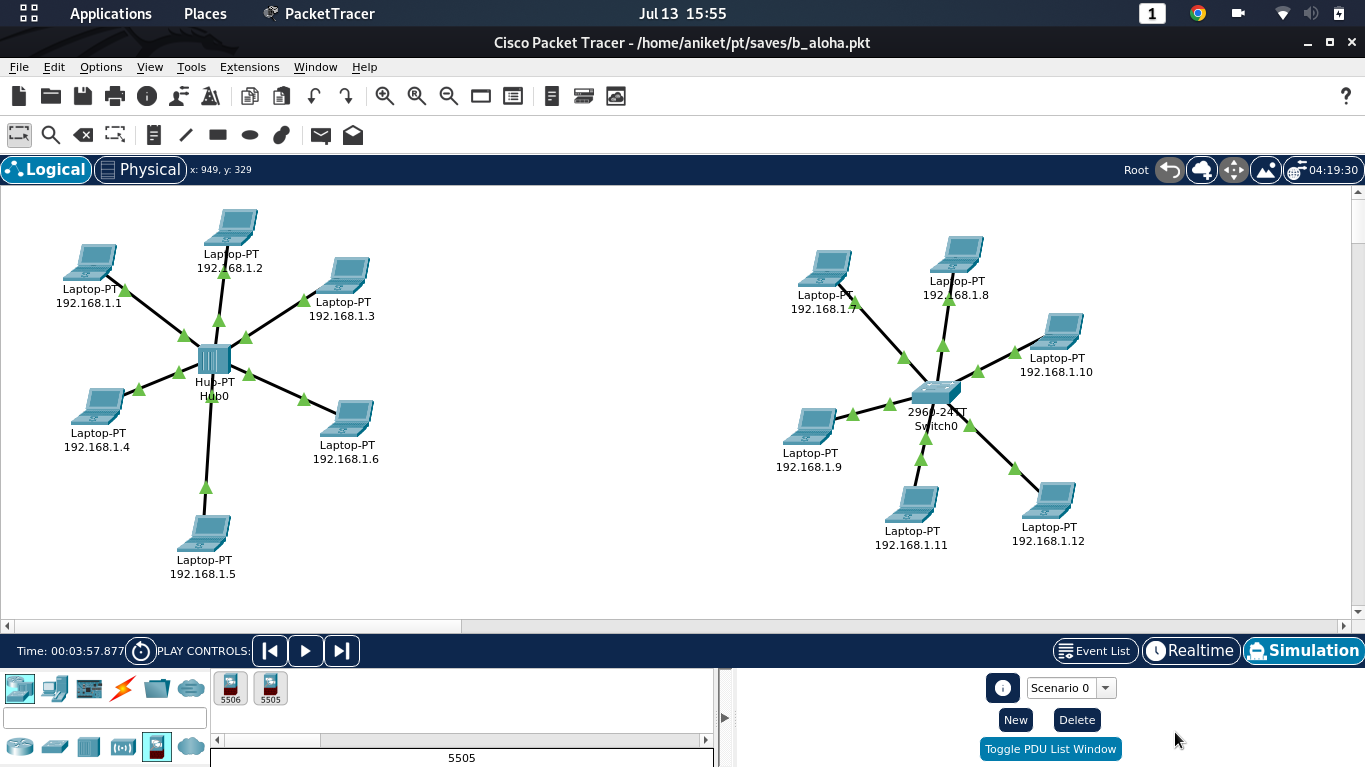 Applications Places PacketTracer Jul 13 15:55 1
Cisco Packet Tracer - /home/aniket/pt/saves/b_aloha.pkt
File Edit Options View Tools Extensions Window Help
Logical Physical x: 949, y: 329 Root 04:19:30
Laptop-PT
192.168.1.1
Laptop-PT
192.168.1.2
Laptop-PT
192.168.1.3
Hub-PT
Hub0
Laptop-PT
192.168.1.4
Laptop-PT
192.168.1.6
Laptop-PT
192.168.1.5
Laptop-PT
192.168.1.7
Laptop-PT
192.168.1.8
Laptop-PT
192.168.1.10
2960-24TT
Switch0
Laptop-PT
192.168.1.9
Laptop-PT
192.168.1.11
Laptop-PT
192.168.1.12
Time: 00:03:57.877 PLAY CONTROLS: Event List Realtime Simulation
5506 5505
Scenario 0
New Delete
Toggle PDU List Window
5505